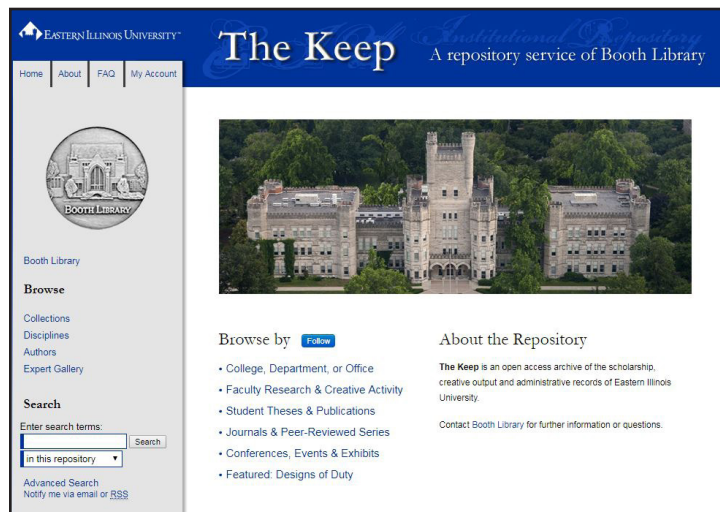 EASTERN ILLINOIS UNIVERSITY™
The Keep
Institutional Repository
A repository service of Booth Library
Home About FAQ My Account
BOOTH LIBRARY
Booth Library
Browse
Collections
Disciplines
Authors
Expert Gallery
Search
Enter search terms:
Search
in this repository ▼
Advanced Search
Notify me via email or RSS
Browse by Follow
• College, Department, or Office
• Faculty Research & Creative Activity
• Student Theses & Publications
• Journals & Peer-Reviewed Series
• Conferences, Events & Exhibits
• Featured: Designs of Duty
About the Repository
The Keep is an open access archive of the scholarship,
creative output and administrative records of Eastern Illinois
University.
Contact Booth Library for further information or questions.